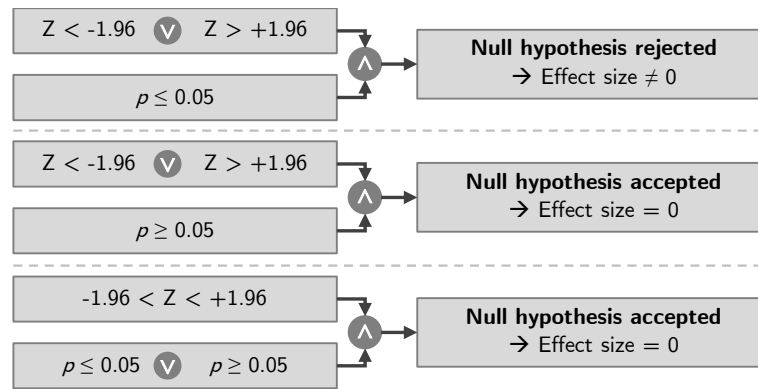 Z < -1.96 ∨ Z > +1.96
p ≤ 0.05
∧
Null hypothesis rejected
→ Effect size ≠ 0
Z < -1.96 ∨ Z > +1.96
p ≥ 0.05
∧
Null hypothesis accepted
→ Effect size = 0
-1.96 < Z < +1.96
p ≤ 0.05 ∨ p ≥ 0.05
∧
Null hypothesis accepted
→ Effect size = 0